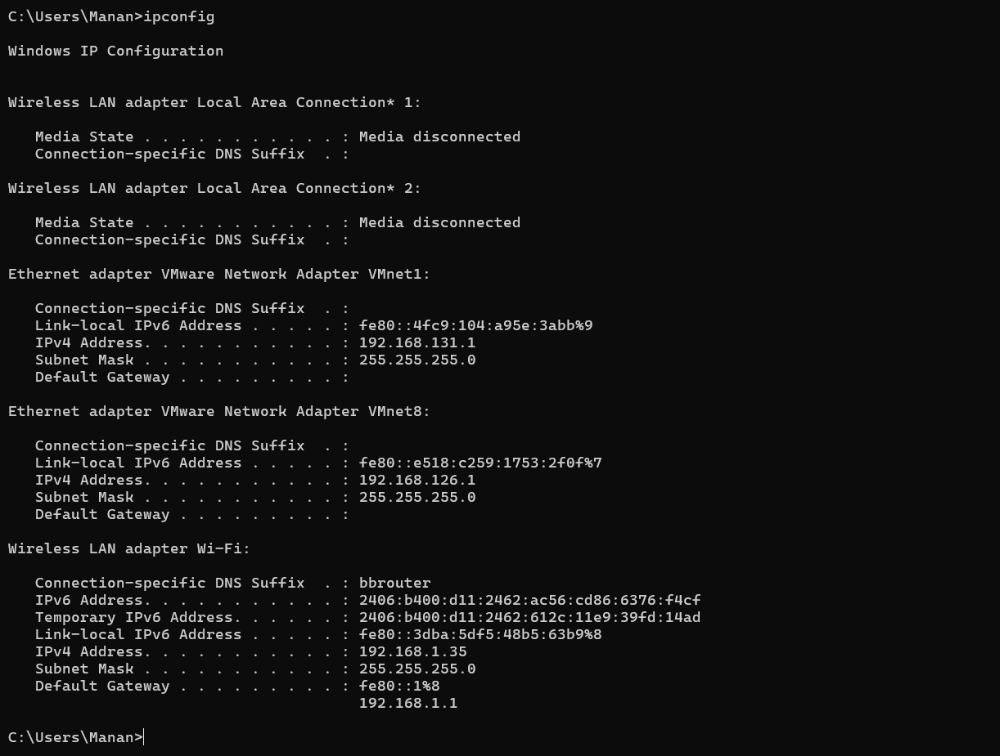 C:\Users\Manan>ipconfig
Windows IP Configuration
Wireless LAN adapter Local Area Connection* 1:
   Media State . . . . . . . . . . . : Media disconnected
   Connection-specific DNS Suffix  . :
Wireless LAN adapter Local Area Connection* 2:
   Media State . . . . . . . . . . . : Media disconnected
   Connection-specific DNS Suffix  . :
Ethernet adapter VMware Network Adapter VMnet1:
   Connection-specific DNS Suffix  . :
   Link-local IPv6 Address . . . . . : fe80::4fc9:104:a95e:3abb%9
   IPv4 Address. . . . . . . . . . . : 192.168.131.1
   Subnet Mask . . . . . . . . . . . : 255.255.255.0
   Default Gateway . . . . . . . . . :
Ethernet adapter VMware Network Adapter VMnet8:
   Connection-specific DNS Suffix  . :
   Link-local IPv6 Address . . . . . : fe80::e518:c259:1753:2f0f%7
   IPv4 Address. . . . . . . . . . . : 192.168.126.1
   Subnet Mask . . . . . . . . . . . : 255.255.255.0
   Default Gateway . . . . . . . . . :
Wireless LAN adapter Wi-Fi:
   Connection-specific DNS Suffix  . : bbrouter
   IPv6 Address. . . . . . . . . . . : 2406:b400:d11:2462:ac56:cd86:6376:f4cf
   Temporary IPv6 Address. . . . . . : 2406:b400:d11:2462:612c:11e9:39fd:14ad
   Link-local IPv6 Address . . . . . : fe80::3dba:5df5:48b5:63b9%8
   IPv4 Address. . . . . . . . . . . : 192.168.1.35
   Subnet Mask . . . . . . . . . . . : 255.255.255.0
   Default Gateway . . . . . . . . . : fe80::1%8
                                       192.168.1.1
C:\Users\Manan>